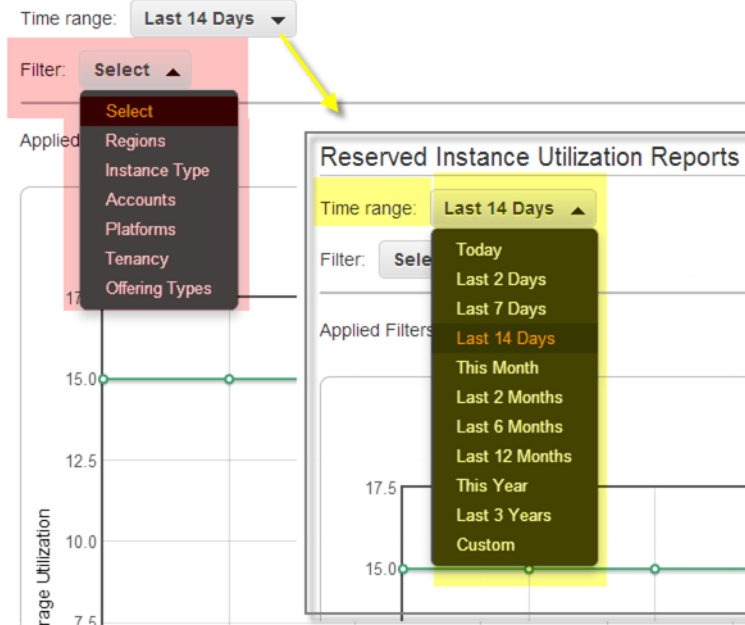 Time range: Last 14 Days
Filter: Select
Select
Regions
Instance Type
Accounts
Platforms
Tenancy
Offering Types
Applied
17.
15.0
12.5
10.0
7.5
rage Utilization
Reserved Instance Utilization Reports
Time range: Last 14 Days
Filter: Sele
Today
Last 2 Days
Last 7 Days
Last 14 Days
This Month
Last 2 Months
Last 6 Months
Last 12 Months
This Year
Last 3 Years
Custom
Applied Filters
17.5
15.0